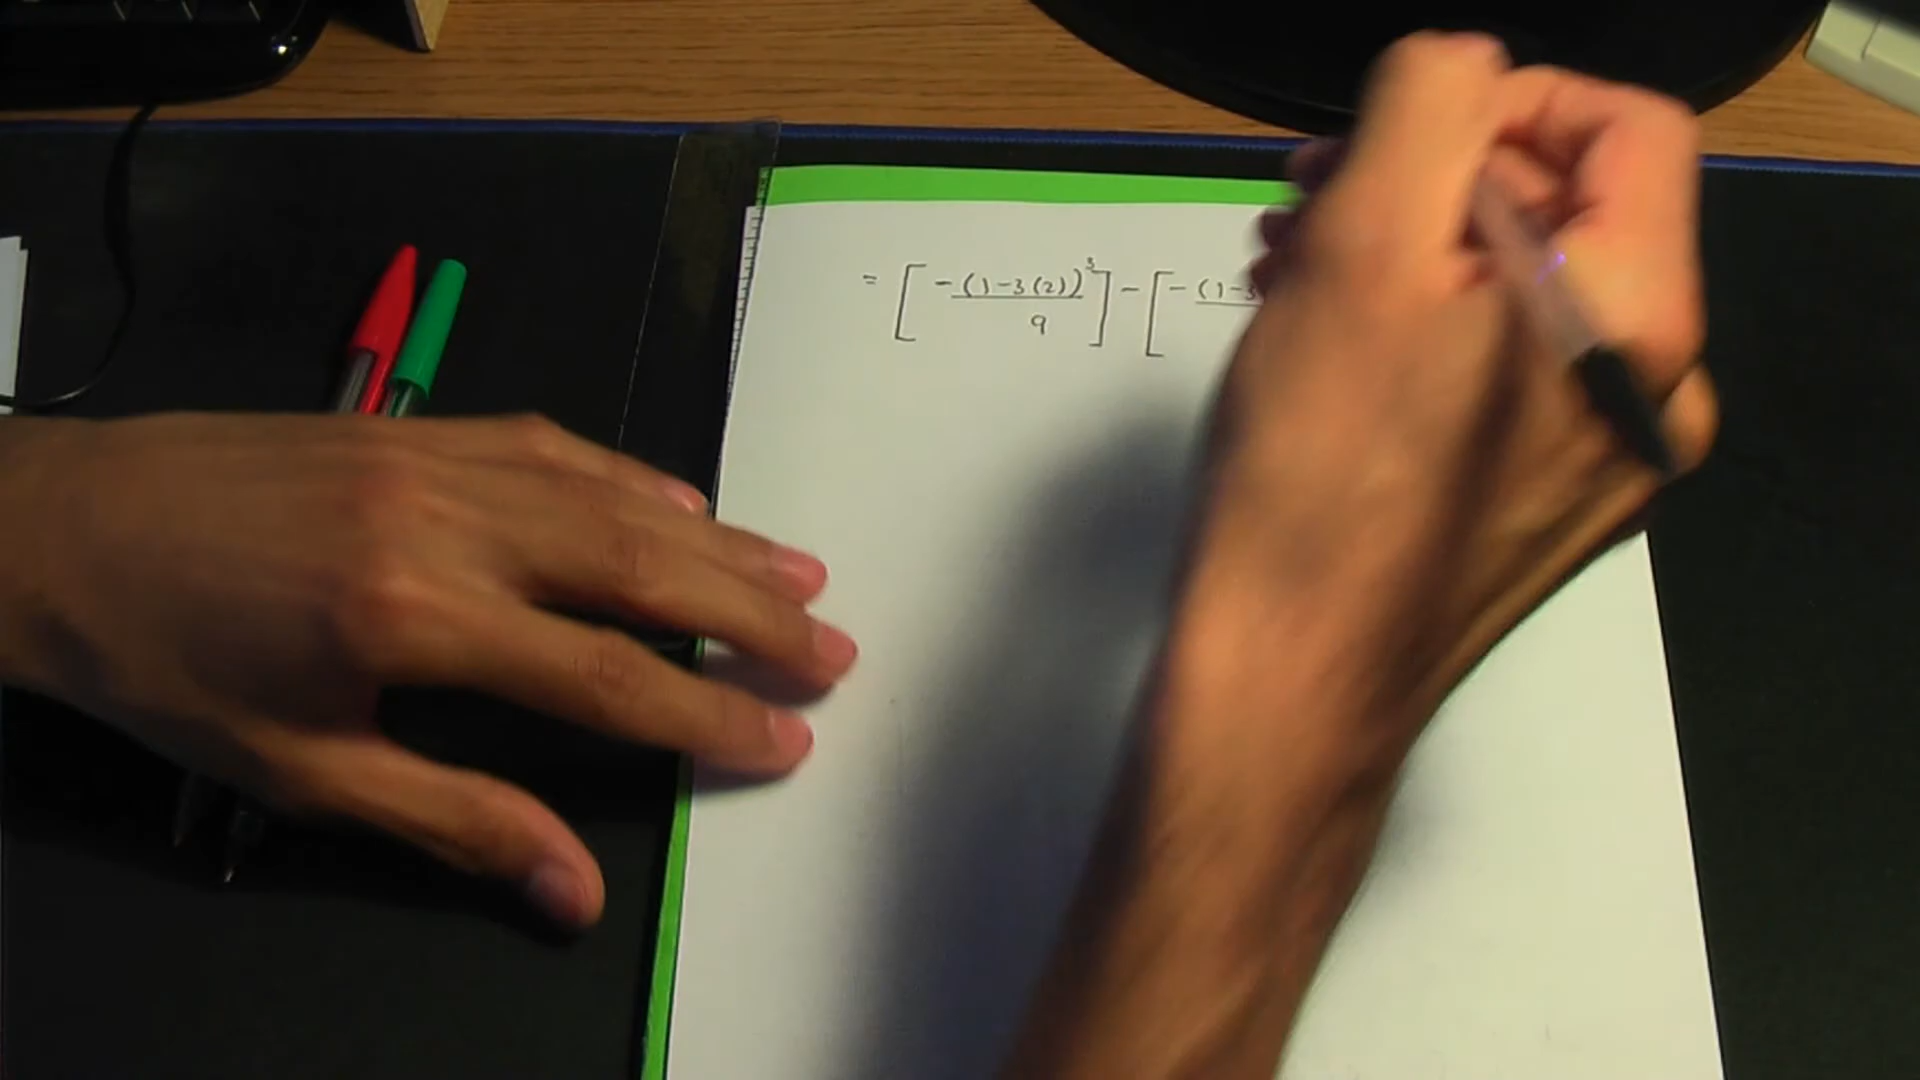 = [ -(1-3(2))³ / 9 ] - [ -(1-3